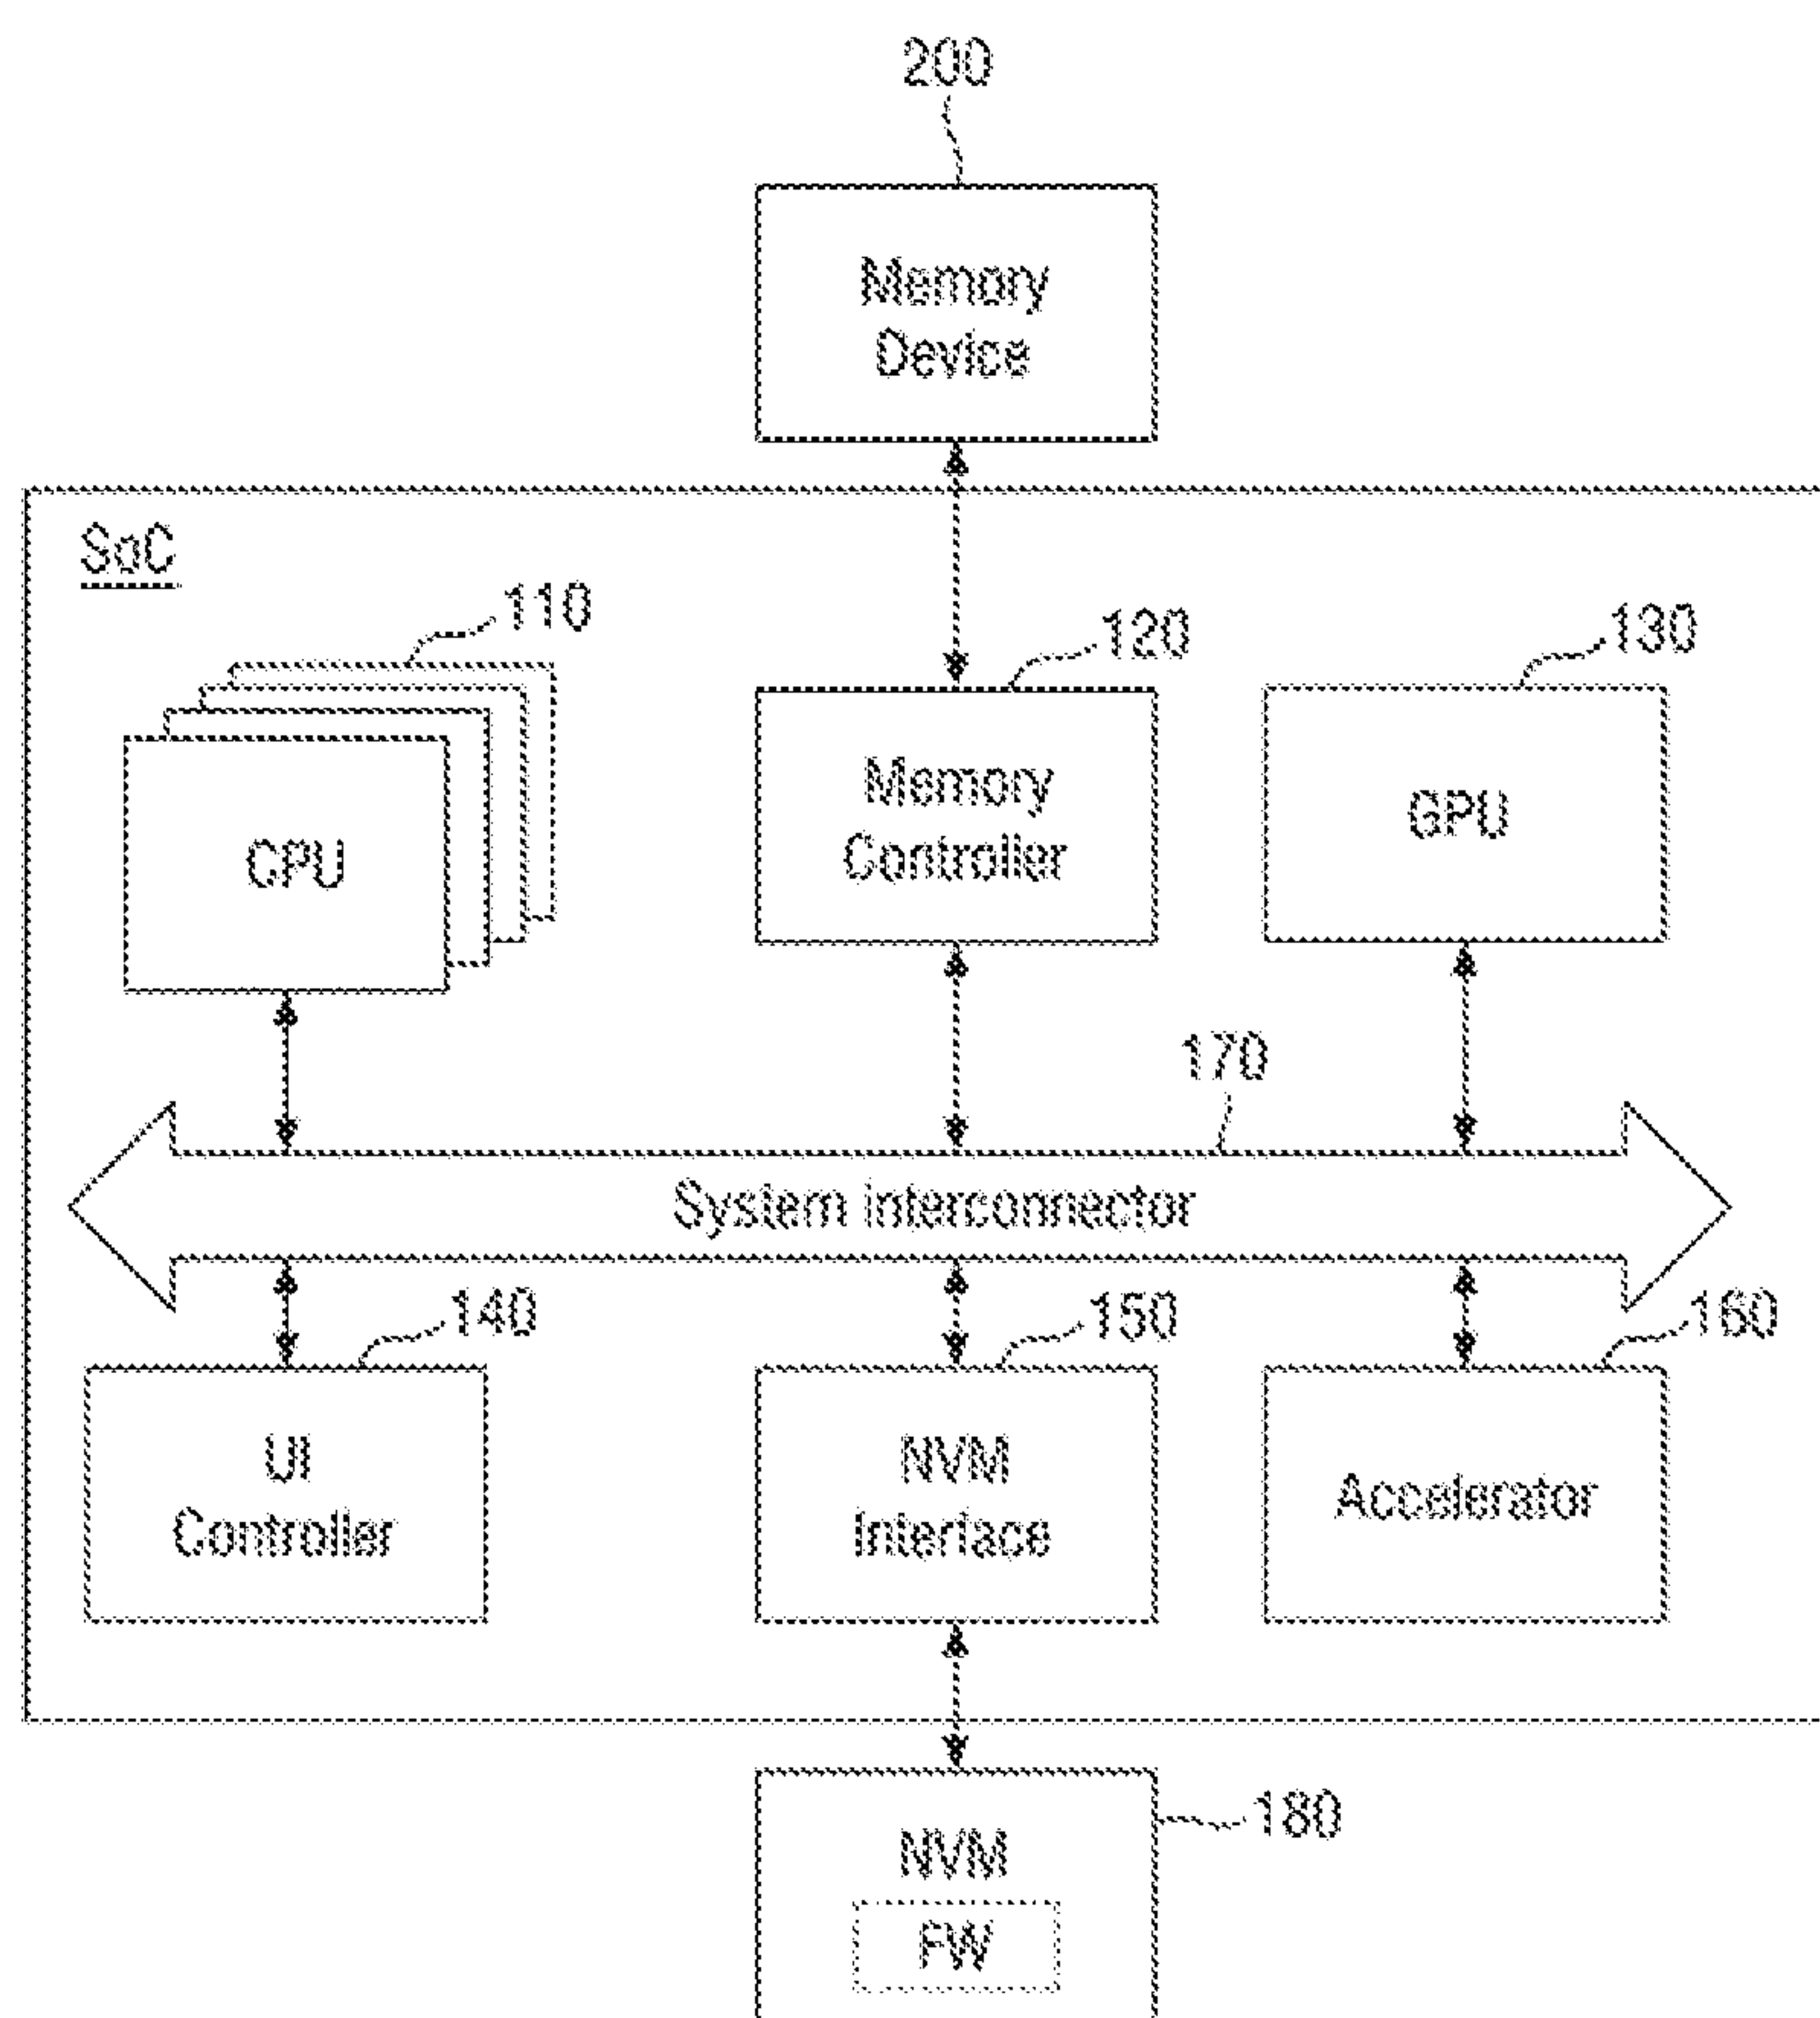 200
Memory
Device
SoC
110
120
130
CPU
Memory
Controller
GPU
170
System interconnector
140
150
160
UI
Controller
NVM
Interface
Accelerator
180
NVM
FW